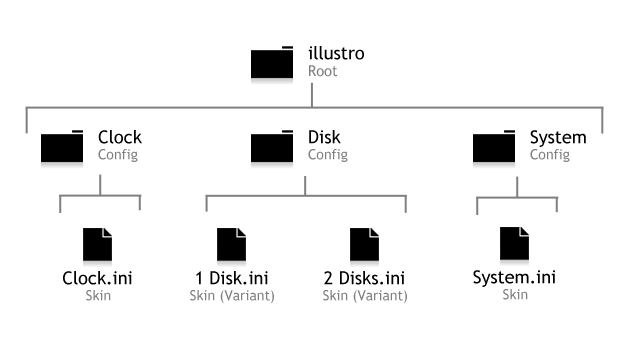 illustro
Root
Clock
Config
Disk
Config
System
Config
Clock.ini
Skin
1 Disk.ini
Skin (Variant)
2 Disks.ini
Skin (Variant)
System.ini
Skin